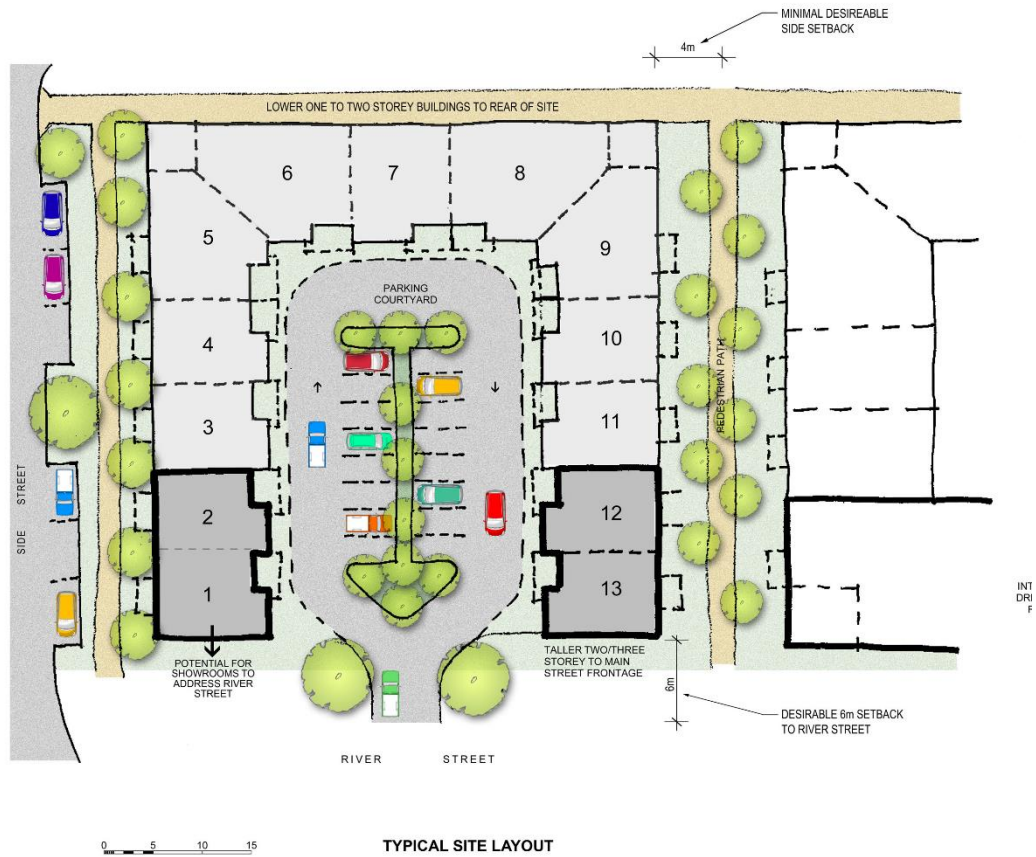 MINIMAL DESIREABLE
SIDE SETBACK
4m
LOWER ONE TO TWO STOREY BUILDINGS TO REAR OF SITE
6
7
8
5
9
PARKING
COURTYARD
4
10
3
11
PEDESTRIAN PATH
SIDE STREET
2
12
1
13
POTENTIAL FOR
SHOWROOMS TO
ADDRESS RIVER
STREET
TALLER TWO/THREE
STOREY TO MAIN
STREET FRONTAGE
6m
DESIRABLE 6m SETBACK
TO RIVER STREET
RIVER STREET
0 5 10 15
TYPICAL SITE LAYOUT